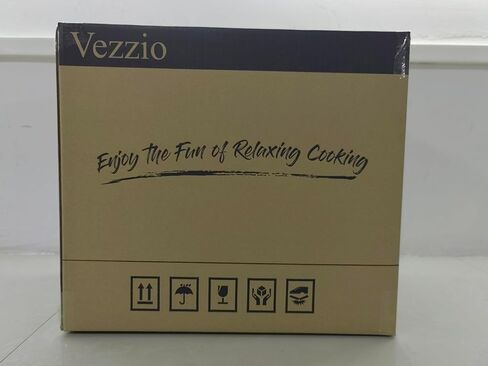 Vezzio
Enjoy the Fun of Relaxing Cooking